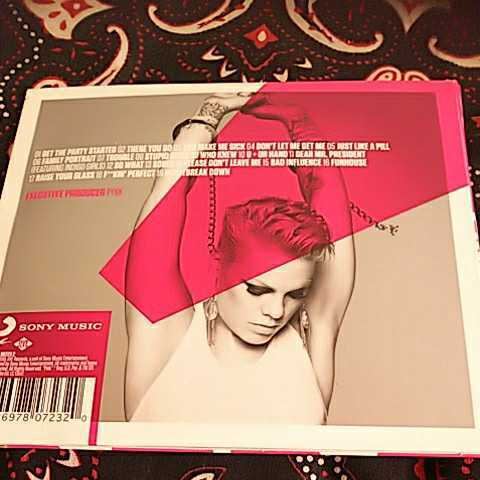 01 GET THE PARTY STARTED 02 THERE YOU GO 03 YOU MAKE ME SICK 04 DON'T LET ME GET ME 05 JUST LIKE A PILL
06 FAMILY PORTRAIT 07 TROUBLE 08 STUPID GIRLS 09 WHO KNEW 10 U + UR HAND 11 DEAR MR. PRESIDENT
(FEATURING INDIGO GIRLS) 12 SO WHAT 13 SOBER 14 PLEASE DON'T LEAVE ME 15 BAD INFLUENCE 16 FUNHOUSE
17 RAISE YOUR GLASS 18 F**KIN' PERFECT 19 HEARTBREAK DOWN
EXECUTIVE PRODUCER P!NK
SONY MUSIC
6978 07232 0